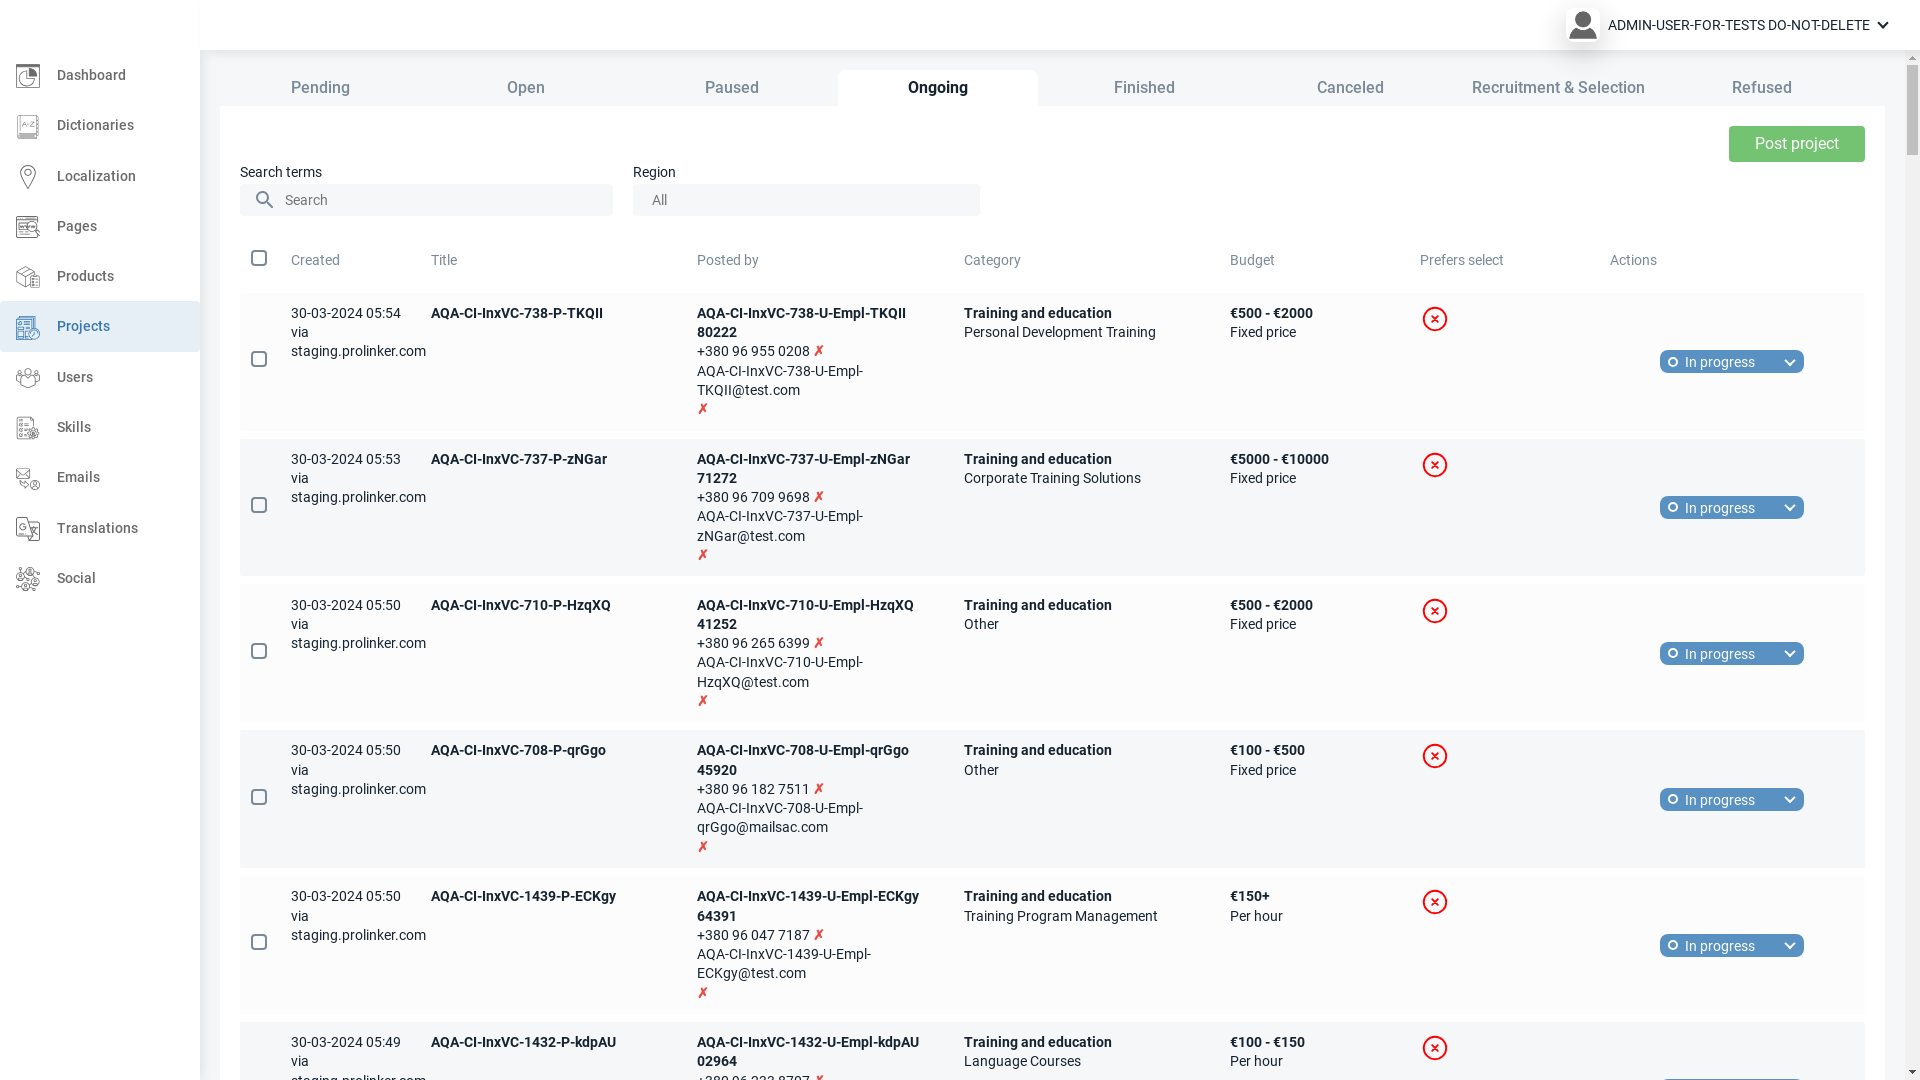 ADMIN-USER-FOR-TESTS DO-NOT-DELETE
Dashboard
Dictionaries
Localization
Pages
Products
Projects
Users
Skills
Emails
Translations
Social
Pending Open Paused Ongoing Finished Canceled Recruitment & Selection Refused
Post project
Search terms Region
Search All
Created Title Posted by Category Budget Prefers select Actions
30-03-2024 05:54
via
staging.prolinker.com
AQA-CI-InxVC-738-P-TKQII
AQA-CI-InxVC-738-U-Empl-TKQII
80222
+380 96 955 0208 ✗
AQA-CI-InxVC-738-U-Empl-
TKQII@test.com
✗
Training and education
Personal Development Training
€500 - €2000
Fixed price
In progress
30-03-2024 05:53
via
staging.prolinker.com
AQA-CI-InxVC-737-P-zNGar
AQA-CI-InxVC-737-U-Empl-zNGar
71272
+380 96 709 9698 ✗
AQA-CI-InxVC-737-U-Empl-
zNGar@test.com
✗
Training and education
Corporate Training Solutions
€5000 - €10000
Fixed price
In progress
30-03-2024 05:50
via
staging.prolinker.com
AQA-CI-InxVC-710-P-HzqXQ
AQA-CI-InxVC-710-U-Empl-HzqXQ
41252
+380 96 265 6399 ✗
AQA-CI-InxVC-710-U-Empl-
HzqXQ@test.com
✗
Training and education
Other
€500 - €2000
Fixed price
In progress
30-03-2024 05:50
via
staging.prolinker.com
AQA-CI-InxVC-708-P-qrGgo
AQA-CI-InxVC-708-U-Empl-qrGgo
45920
+380 96 182 7511 ✗
AQA-CI-InxVC-708-U-Empl-
qrGgo@mailsac.com
✗
Training and education
Other
€100 - €500
Fixed price
In progress
30-03-2024 05:50
via
staging.prolinker.com
AQA-CI-InxVC-1439-P-ECKgy
AQA-CI-InxVC-1439-U-Empl-ECKgy
64391
+380 96 047 7187 ✗
AQA-CI-InxVC-1439-U-Empl-
ECKgy@test.com
✗
Training and education
Training Program Management
€150+
Per hour
In progress
30-03-2024 05:49
via
staging.prolinker.com
AQA-CI-InxVC-1432-P-kdpAU
AQA-CI-InxVC-1432-U-Empl-kdpAU
02964
Training and education
Language Courses
€100 - €150
Per hour